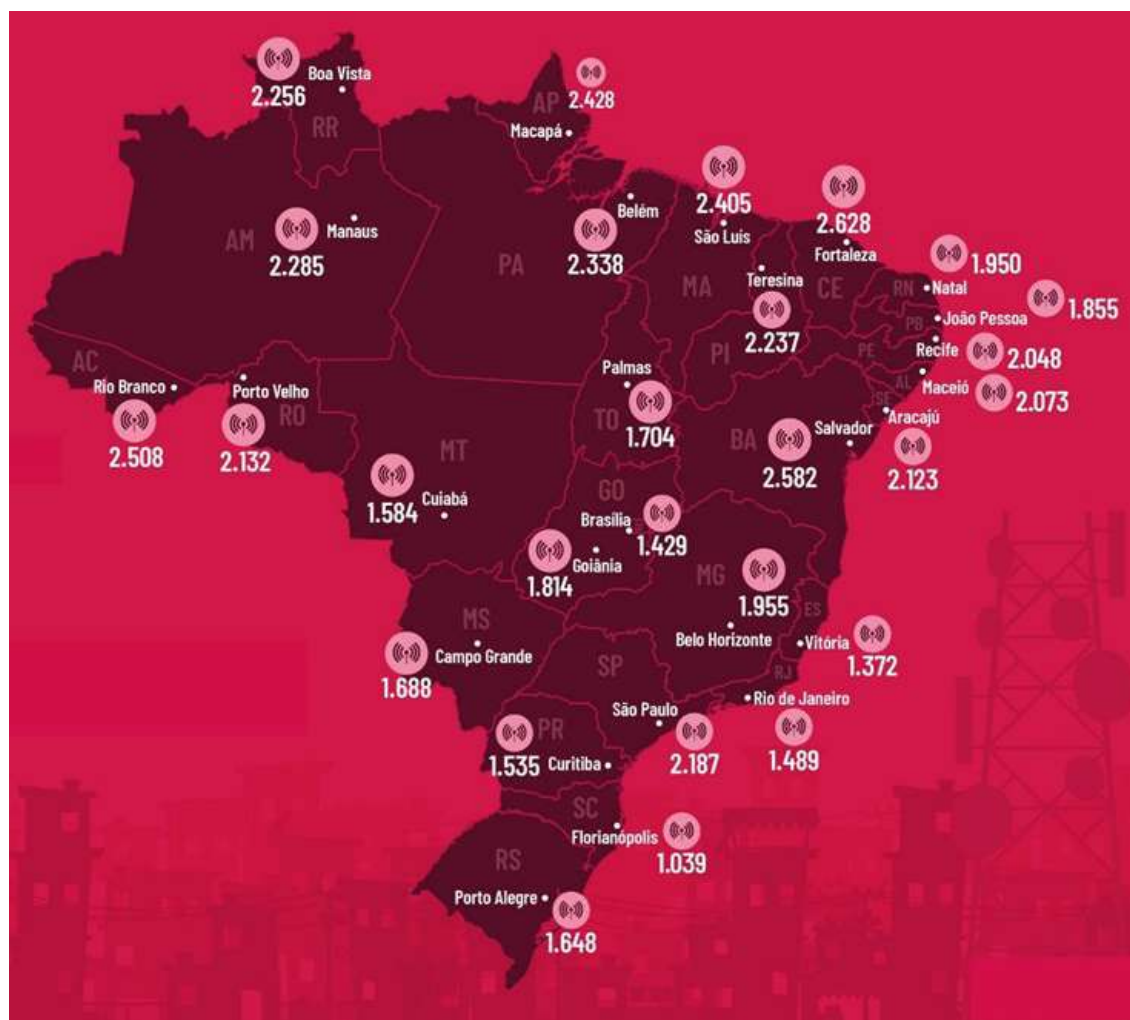 Boa Vista
2.256
RR
AP
2.428
Macapá
AM
Manaus
2.285
PA
Belém
2.338
2.405
São Luís
MA
2.628
Fortaleza
CE
Teresina
2.237
PI
1.950
RN
Natal
1.855
PB
João Pessoa
PE
Recife
2.048
AL
Maceió
2.073
SE
Aracajú
2.123
AC
Rio Branco
2.508
Porto Velho
RO
2.132
Palmas
TO
1.704
BA
Salvador
2.582
MT
1.584
Cuiabá
GO
Brasília
1.429
1.814
Goiânia
MG
1.955
Belo Horizonte
ES
Vitória
1.372
MS
Campo Grande
1.688
SP
São Paulo
2.187
RJ
Rio de Janeiro
1.489
PR
1.535
Curitiba
SC
Florianópolis
1.039
RS
Porto Alegre
1.648